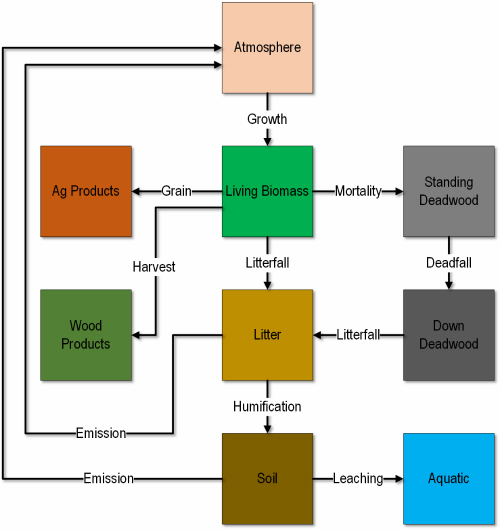 Atmosphere
Growth
Ag Products
Grain
Living Biomass
Mortality
Standing
Deadwood
Harvest
Litterfall
Deadfall
Wood
Products
Litter
Litterfall
Down
Deadwood
Humification
Emission
Emission
Soil
Leaching
Aquatic